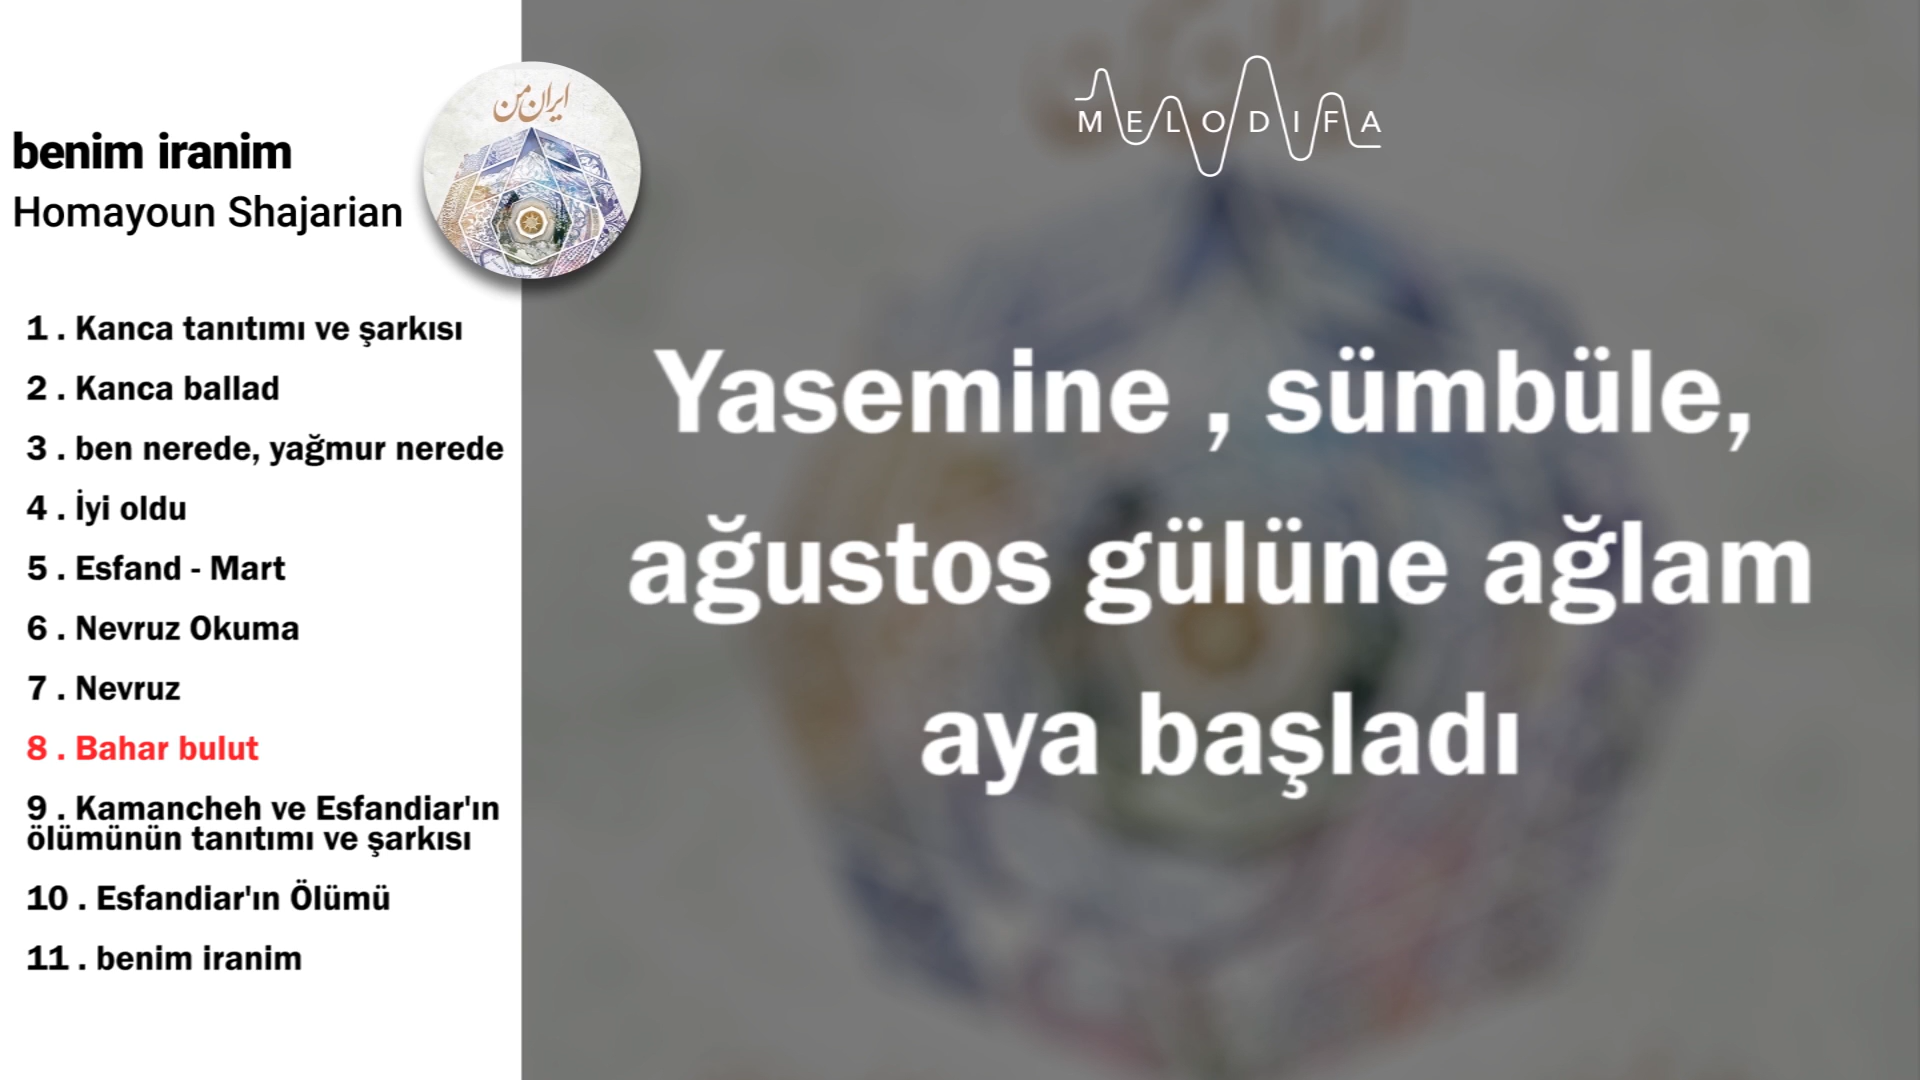 benim iranim
Homayoun Shajarian
ایران من
1 . Kanca tanıtımı ve şarkısı
2 . Kanca ballad
3 . ben nerede, yağmur nerede
4 . İyi oldu
5 . Esfand - Mart
6 . Nevruz Okuma
7 . Nevruz
8 . Bahar bulut
9 . Kamancheh ve Esfandiar'ın
ölümünün tanıtımı ve şarkısı
10 . Esfandiar'ın Ölümü
11 . benim iranim
MELODIFA
Yasemine , sümbüle,
ağustos gülüne ağlam
aya başladı